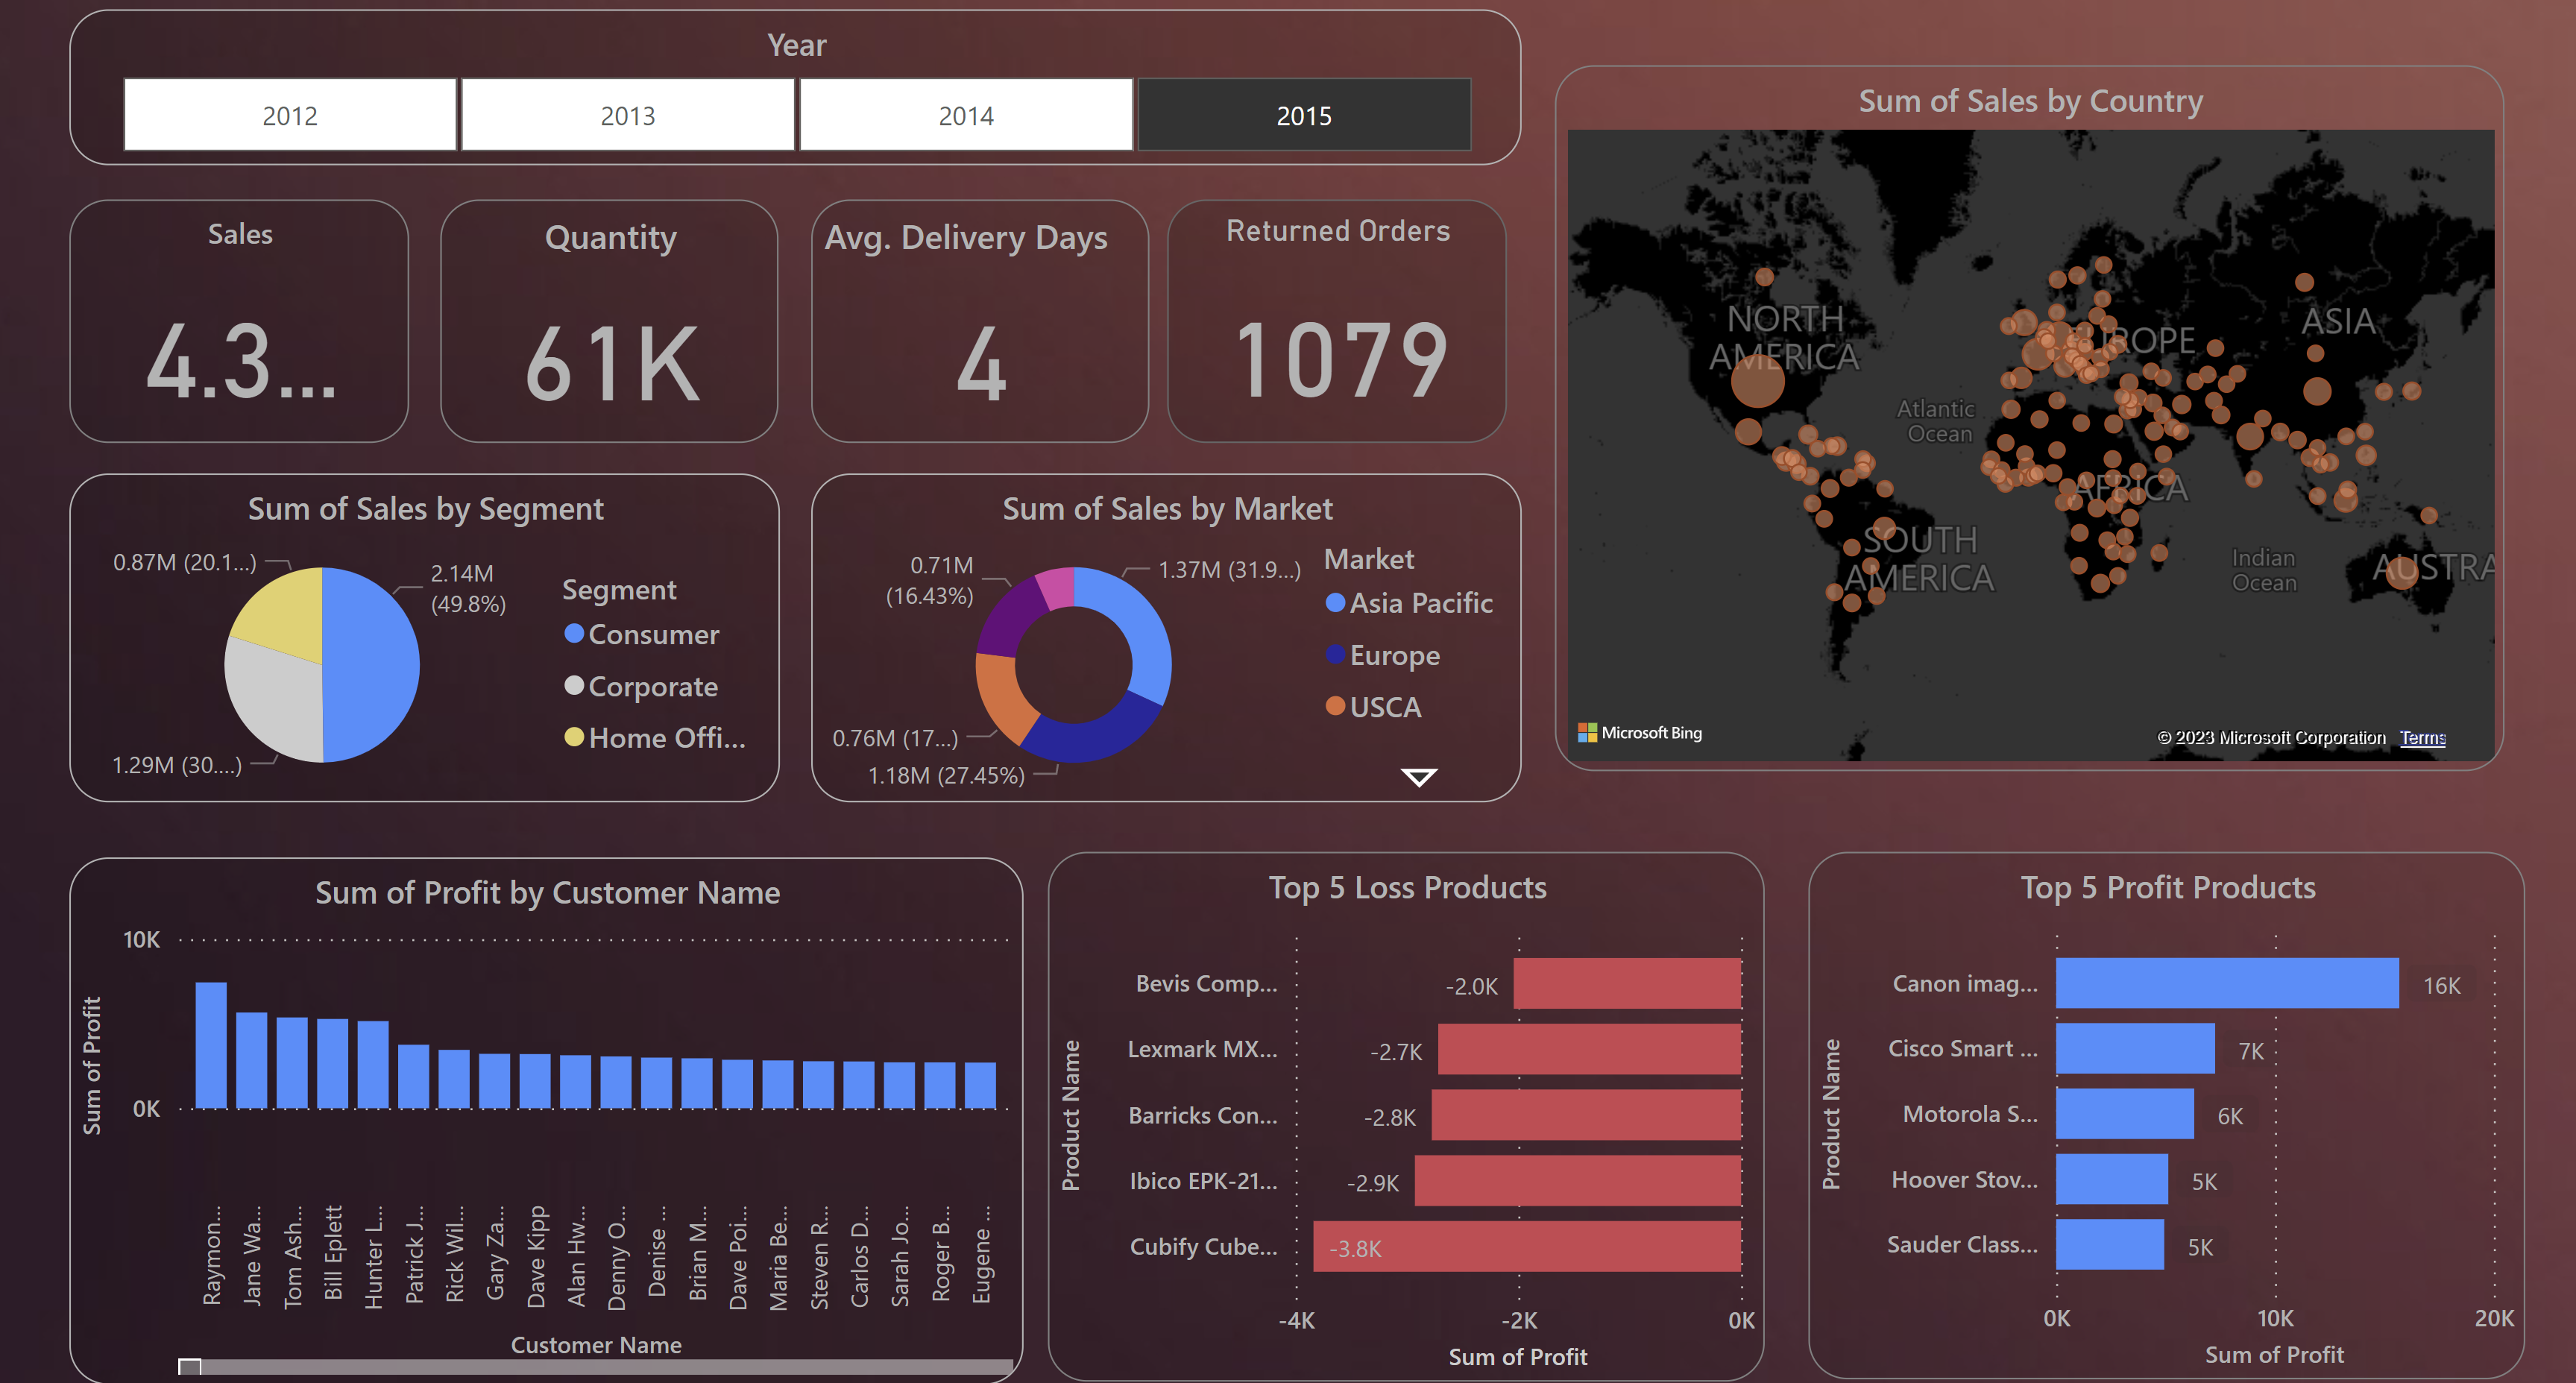 Year
2012
2013
2014
2015
Sales
4.3...
Quantity
61K
Avg. Delivery Days
4
Returned Orders
1079
Sum of Sales by Country
NORTH
AMERICA
Atlantic
Ocean
SOUTH
AMERICA
EUROPE
ASIA
AFRICA
Indian
Ocean
AUSTRA
Microsoft Bing
© 2023 Microsoft Corporation Terms
Sum of Sales by Segment
0.87M (20.1...)
2.14M
(49.8%)
1.29M (30....)
Segment
Consumer
Corporate
Home Offi...
Sum of Sales by Market
0.71M
(16.43%)
1.37M (31.9...)
0.76M (17...)
1.18M (27.45%)
Market
Asia Pacific
Europe
USCA
Sum of Profit by Customer Name
Sum of Profit
10K
0K
Raymon...
Jane Wa...
Tom Ash...
Bill Eplett
Hunter L...
Patrick J...
Rick Wil...
Gary Za...
Dave Kipp
Alan Hw...
Denny O...
Denise ...
Brian M...
Dave Poi...
Maria Be...
Steven R...
Carlos D...
Sarah Jo...
Roger B...
Eugene ...
Customer Name
Top 5 Loss Products
Product Name
Bevis Comp...
-2.0K
Lexmark MX...
-2.7K
Barricks Con...
-2.8K
Ibico EPK-21...
-2.9K
Cubify Cube...
-3.8K
-4K
-2K
0K
Sum of Profit
Top 5 Profit Products
Product Name
Canon imag...
16K
Cisco Smart ...
7K
Motorola S...
6K
Hoover Stov...
5K
Sauder Class...
5K
0K
10K
20K
Sum of Profit